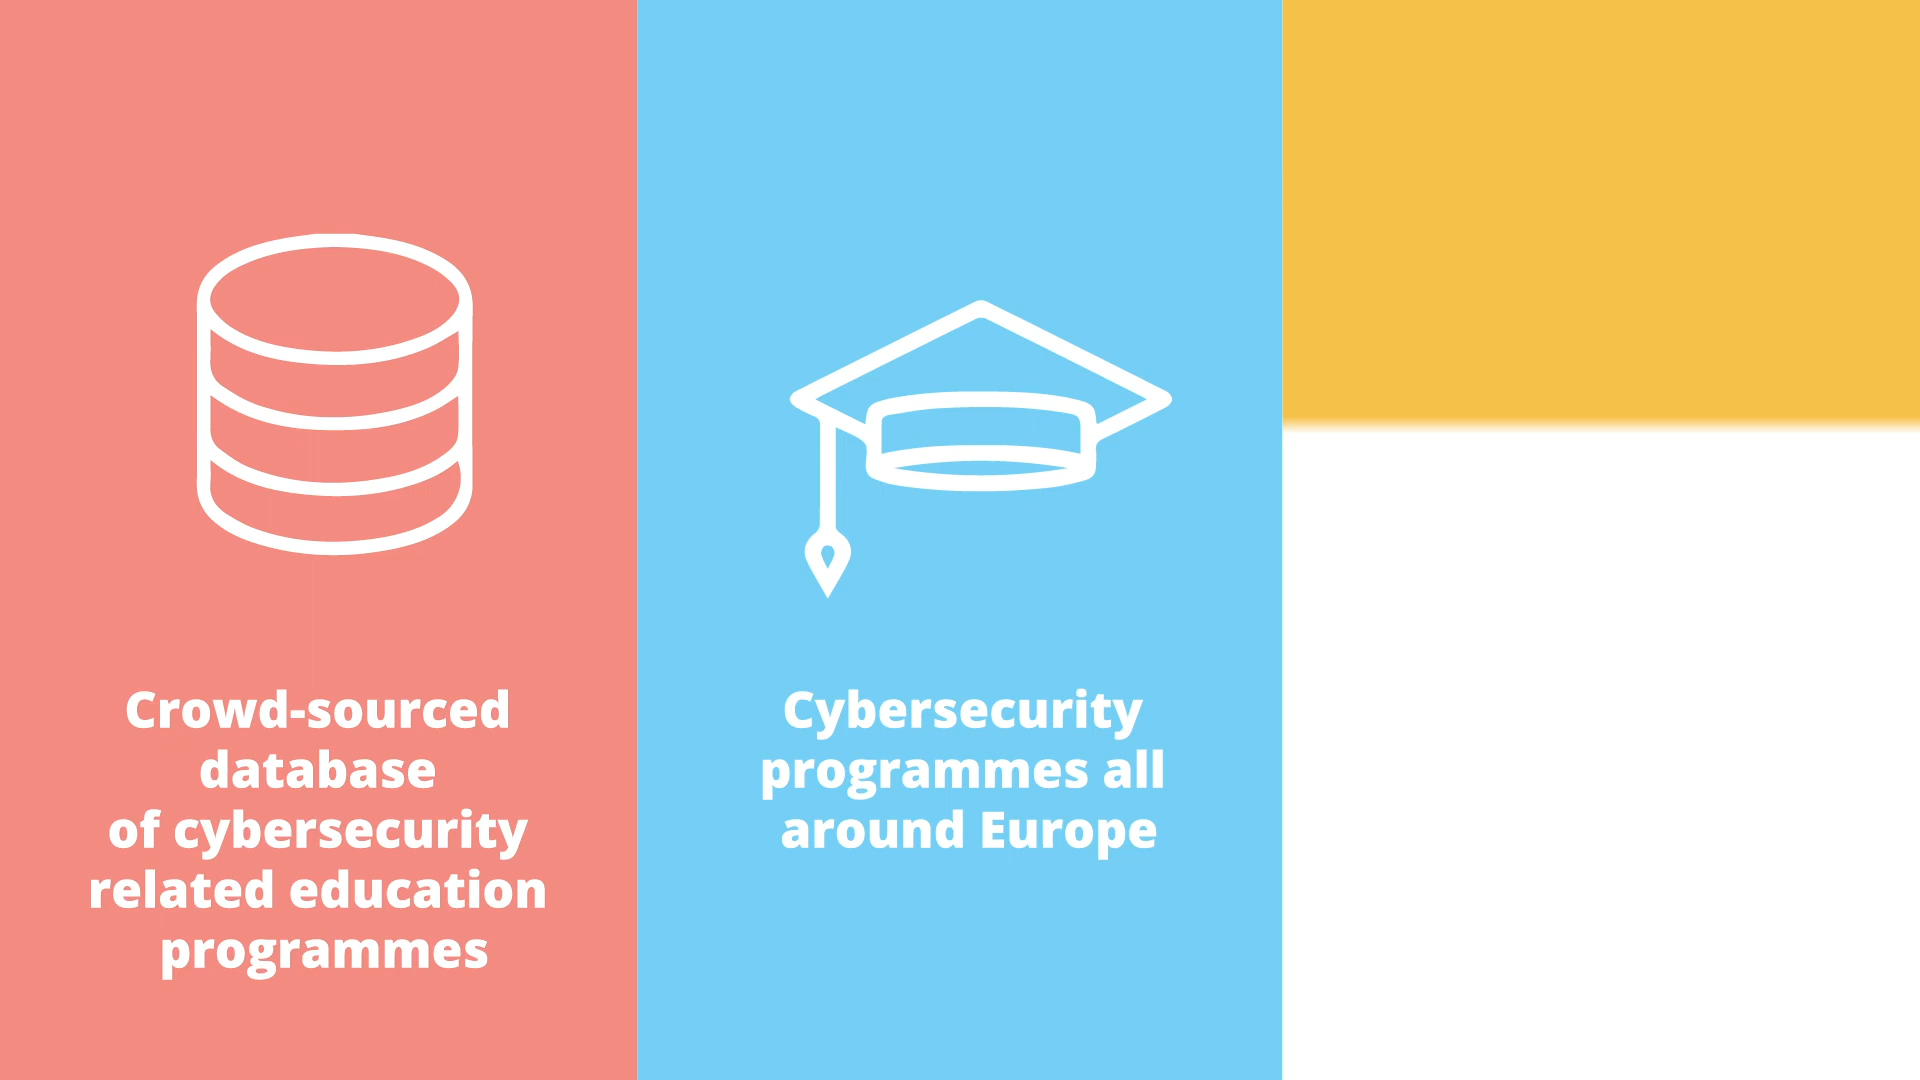 Crowd-sourced
database
of cybersecurity
related education
programmes
Cybersecurity
programmes all
around Europe